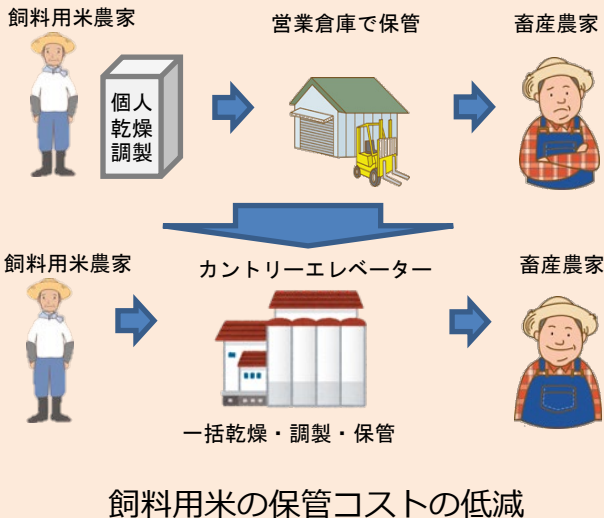 飼料用米農家
営業倉庫で保管
畜産農家
個人
乾燥
調製
飼料用米農家
カントリーエレベーター
畜産農家
一括乾燥・調製・保管
飼料用米の保管コストの低減